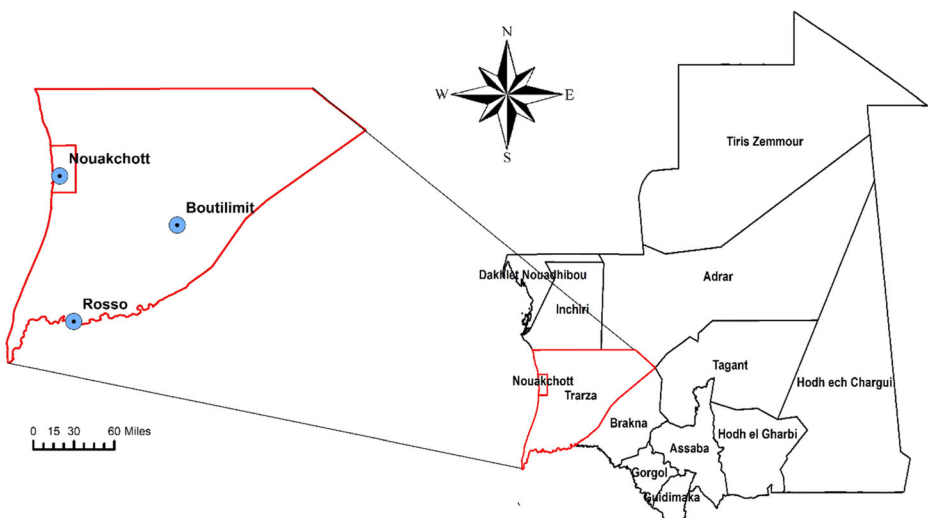 N
W E
S
Nouakchott
Boutilimit
Rosso
0 15 30 60 Miles
Tiris Zemmour
Dakhlet Nouadhibou
Adrar
Inchiri
Tagant
Hodh ech Chargui
Nouakchott
Trarza
Brakna
Hodh el Gharbi
Assaba
Gorgol
Guidimaka